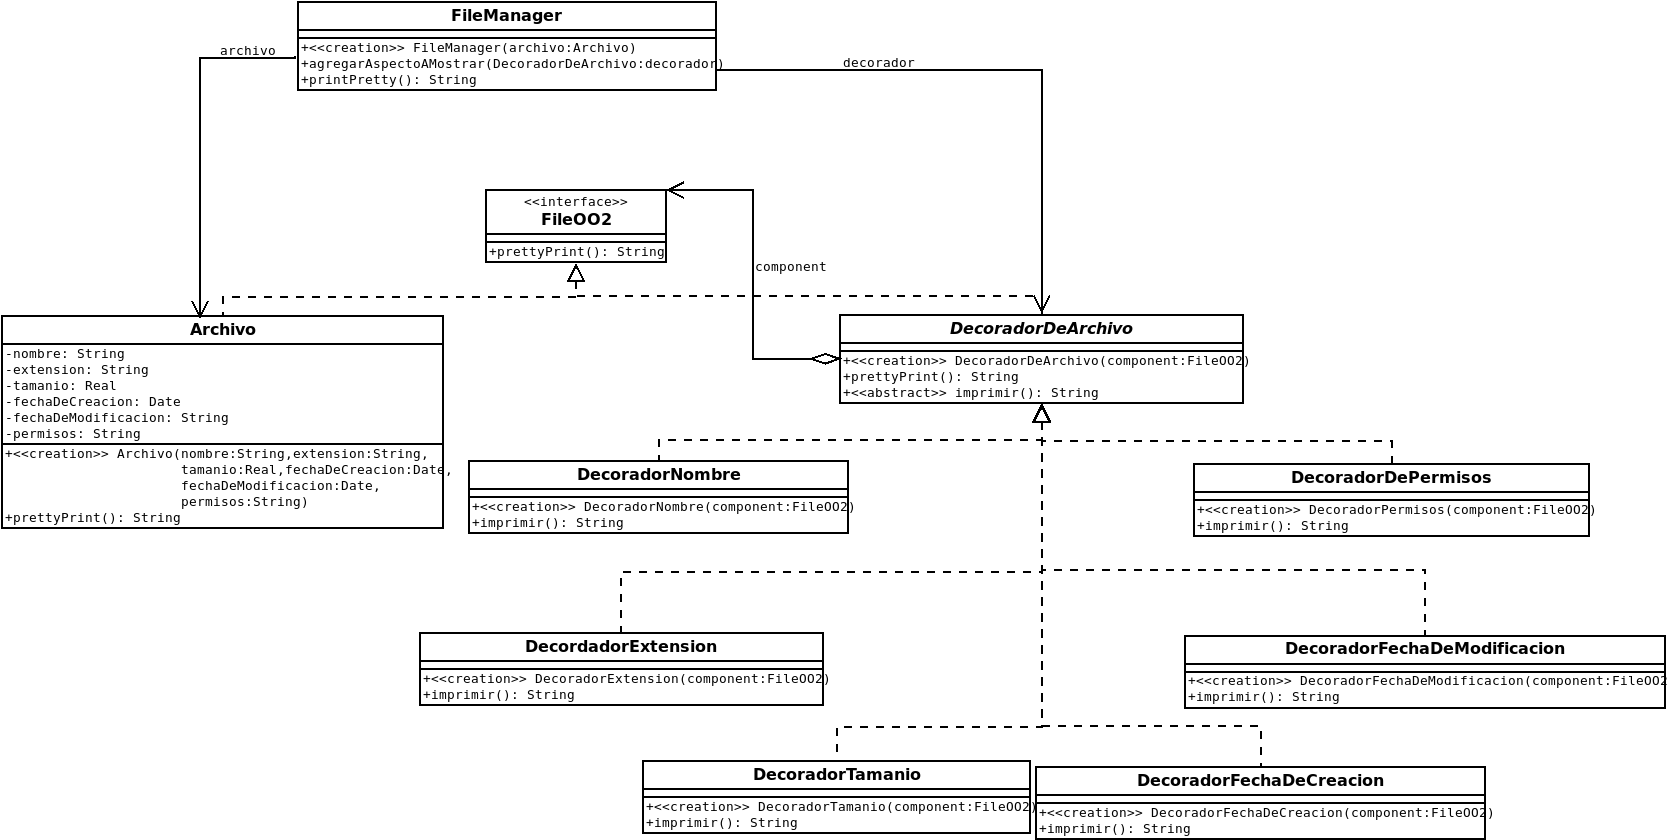 FileManager
+<<creation>> FileManager(archivo:Archivo)
+agregarAspectoAMostrar(DecoradorDeArchivo:decorador)
+printPretty(): String
archivo
decorador
<<interface>>
FileOO2
+prettyPrint(): String
component
Archivo
-nombre: String
-extension: String
-tamanio: Real
-fechaDeCreacion: Date
-fechaDeModificacion: String
-permisos: String
+<<creation>> Archivo(nombre:String,extension:String,
tamanio:Real,fechaDeCreacion:Date,
fechaDeModificacion:Date,
permisos:String)
+prettyPrint(): String
DecoradorDeArchivo
+<<creation>> DecoradorDeArchivo(component:FileOO2)
+prettyPrint(): String
+<<abstract>> imprimir(): String
DecoradorNombre
+<<creation>> DecoradorNombre(component:FileOO2)
+imprimir(): String
DecoradorDePermisos
+<<creation>> DecoradorPermisos(component:FileOO2)
+imprimir(): String
DecordadorExtension
+<<creation>> DecoradorExtension(component:FileOO2)
+imprimir(): String
DecoradorFechaDeModificacion
+<<creation>> DecoradorFechaDeModificacion(component:FileOO2
+imprimir(): String
DecoradorTamanio
+<<creation>> DecoradorTamanio(component:FileOO2)
+imprimir(): String
DecoradorFechaDeCreacion
+<<creation>> DecoradorFechaDeCreacion(component:FileOO2)
+imprimir(): String